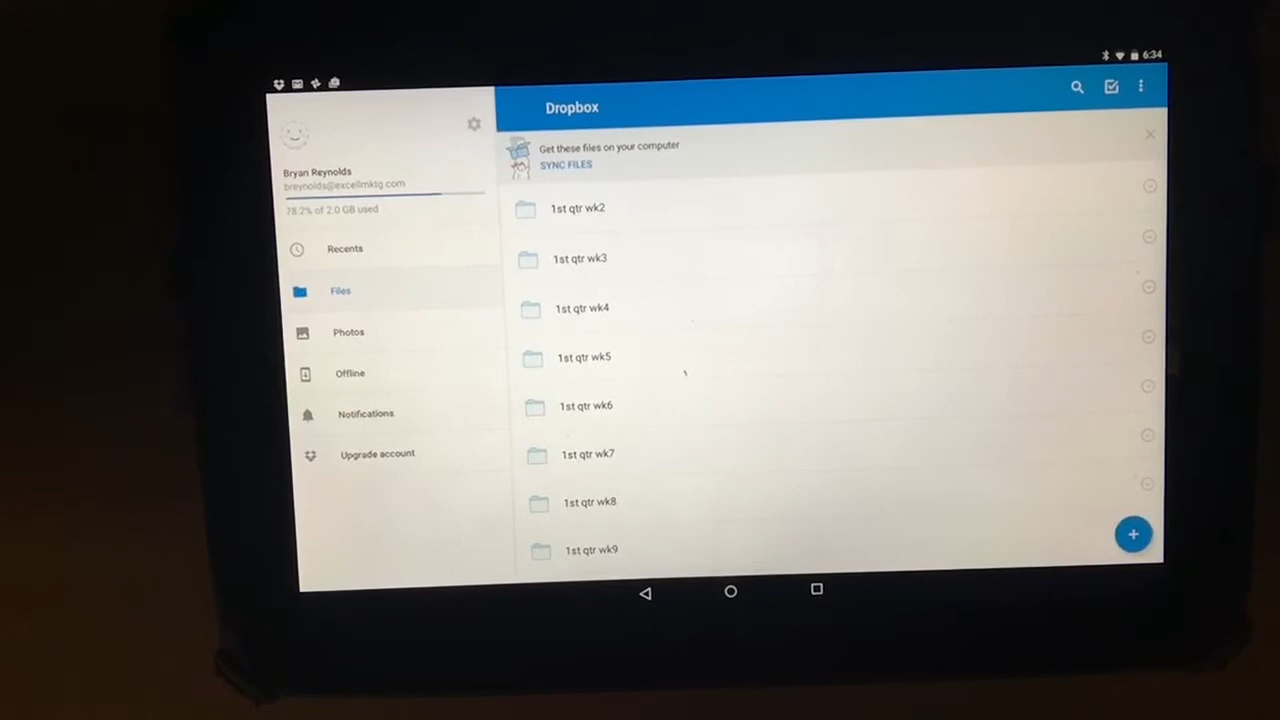 6:34
Bryan Reynolds
breynolds@excellmktg.com
78.2% of 2.0 GB used
Recents
Files
Photos
Offline
Notifications
Upgrade account
Dropbox
Get these files on your computer
SYNC FILES
1st qtr wk2
1st qtr wk3
1st qtr wk4
1st qtr wk5
1st qtr wk6
1st qtr wk7
1st qtr wk8
1st qtr wk9